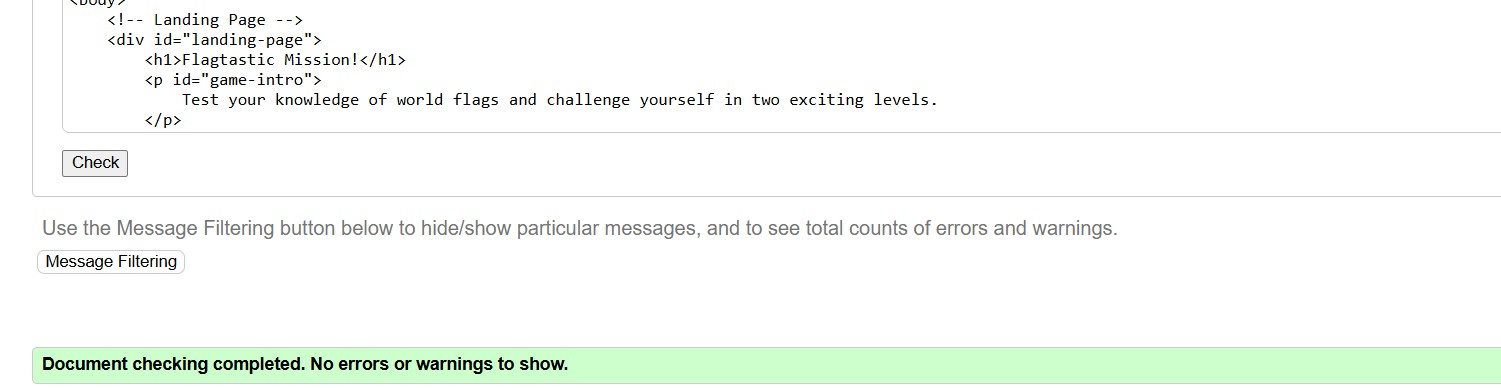 <body>
<!-- Landing Page -->
<div id="landing-page">
<h1>Flagtastic Mission!</h1>
<p id="game-intro">
Test your knowledge of world flags and challenge yourself in two exciting levels.
</p>
Check
Use the Message Filtering button below to hide/show particular messages, and to see total counts of errors and warnings.
Message Filtering
Document checking completed. No errors or warnings to show.